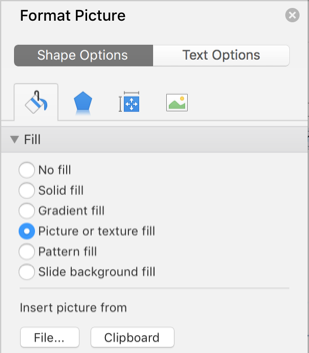 Format Picture
Shape Options
Text Options
Fill
No fill
Solid fill
Gradient fill
Picture or texture fill
Pattern fill
Slide background fill
Insert picture from
File...
Clipboard